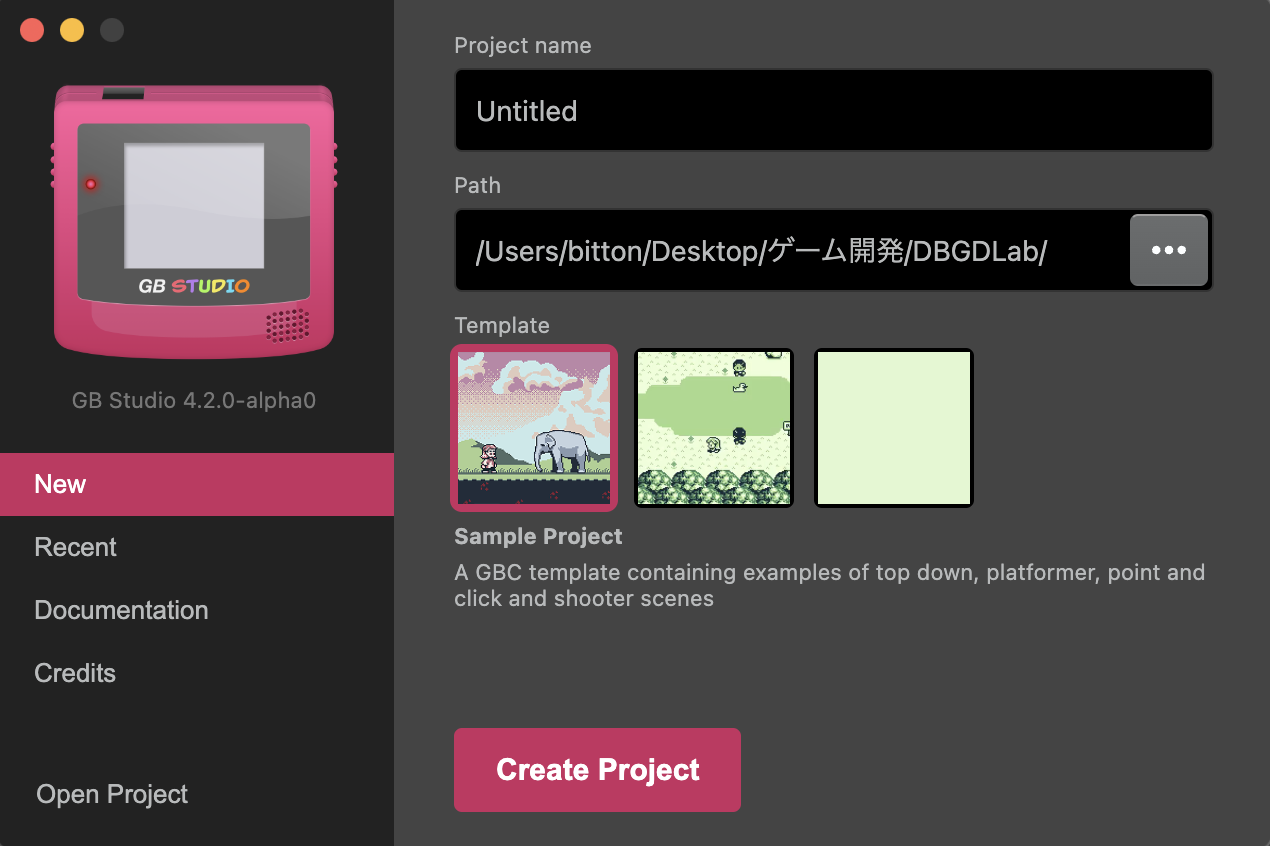 GB STUDIO
GB Studio 4.2.0-alpha0
New
Recent
Documentation
Credits
Open Project
Project name
Untitled
Path
/Users/bitton/Desktop/ゲーム開発/DBGDLab/
•••
Template
Sample Project
A GBC template containing examples of top down, platformer, point and
click and shooter scenes
Create Project